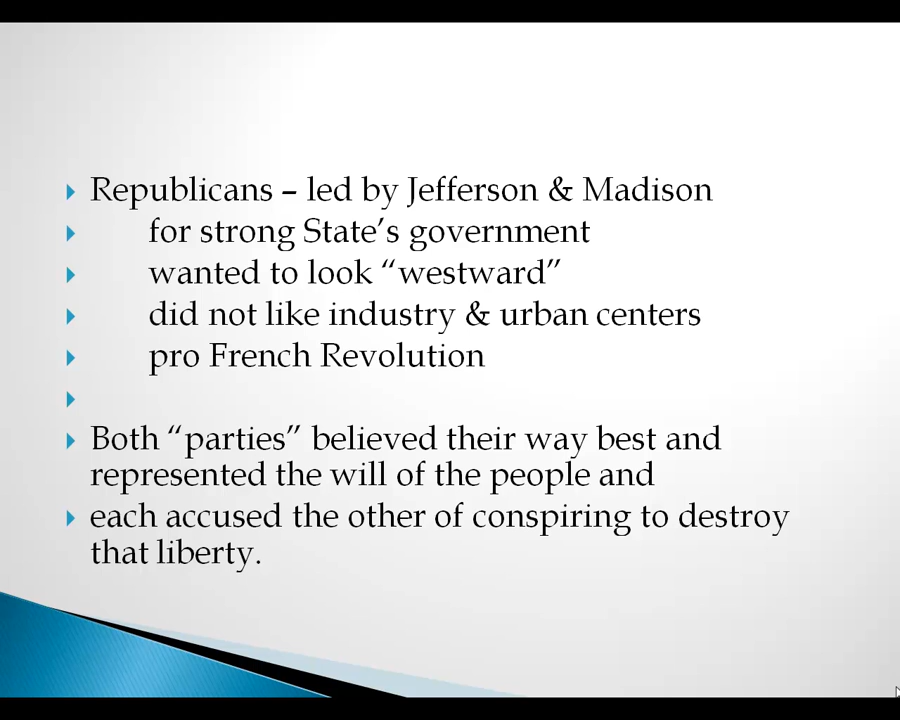 Republicans – led by Jefferson & Madison
for strong State’s government
wanted to look “westward”
did not like industry & urban centers
pro French Revolution
Both “parties” believed their way best and
represented the will of the people and
each accused the other of conspiring to destroy
that liberty.